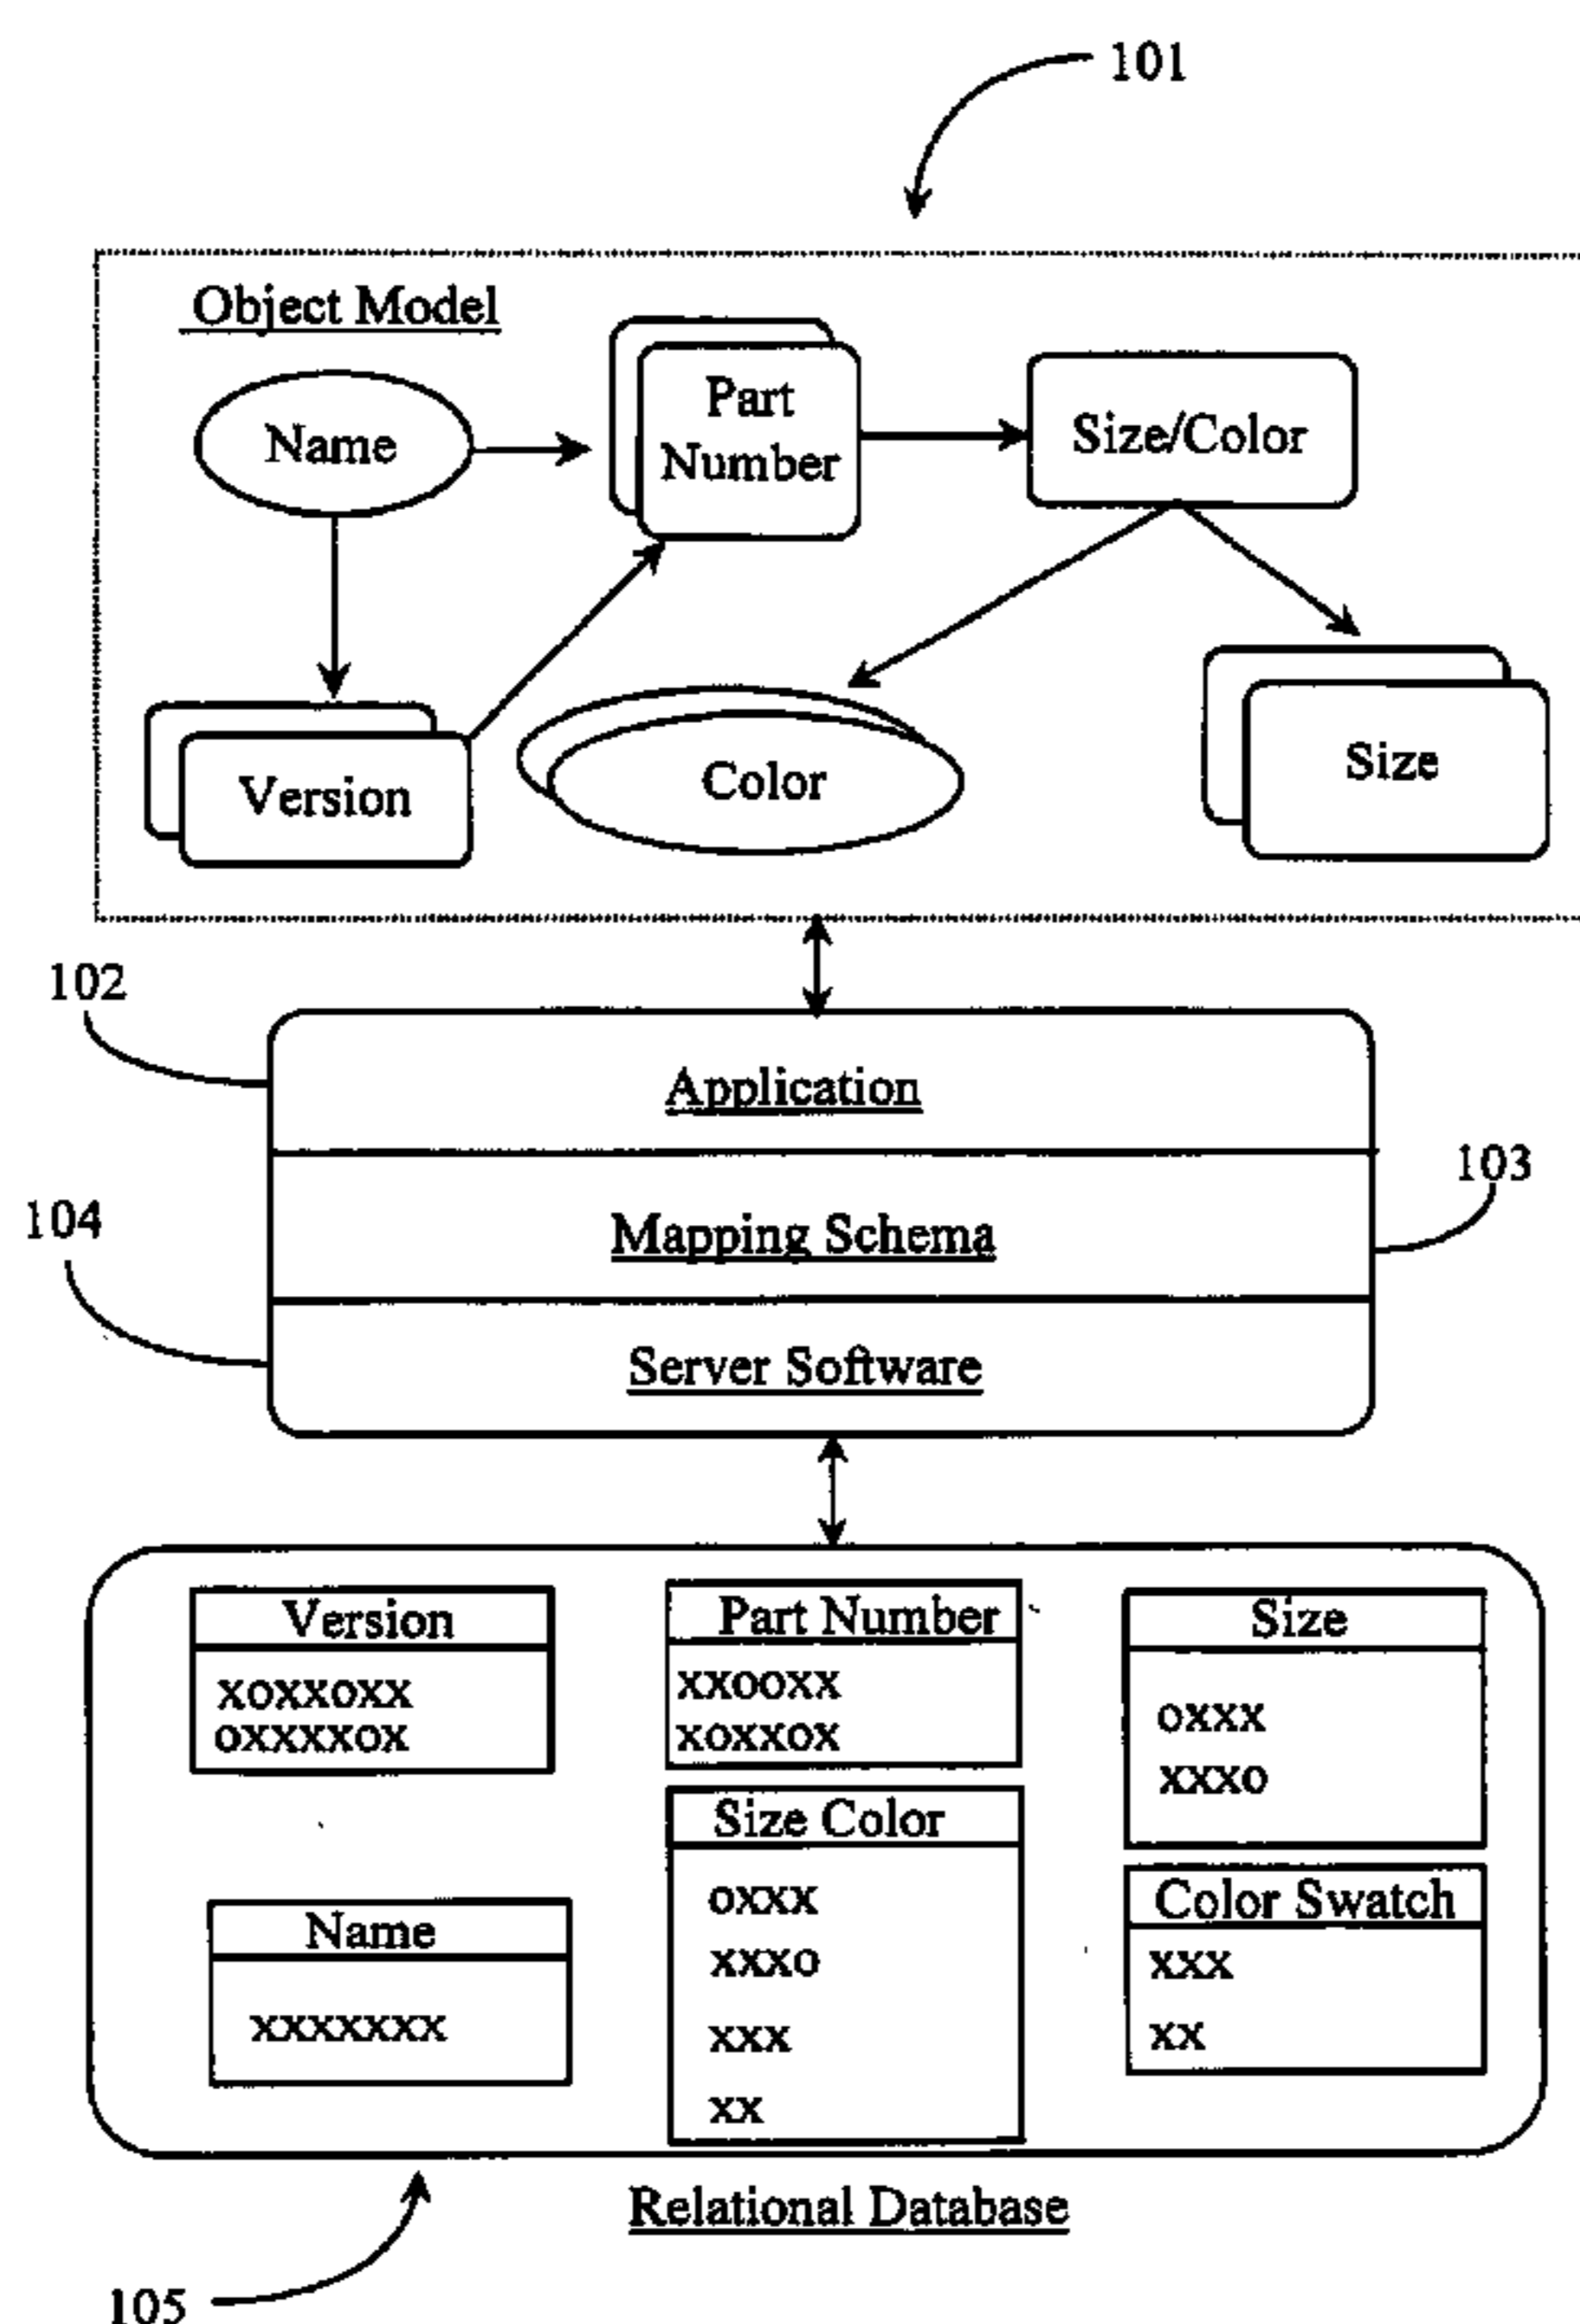 101
Object Model
Name
Part
Number
Size/Color
Version
Color
Size
102
Application
103
Mapping Schema
104
Server Software
Version
xoxxoxx
oxxxxox
Part Number
xxooxx
xoxxox
Size
oxxx
xxxo
Size Color
oxxx
xxxo
xxx
xx
Name
xxxxxxx
Color Swatch
xxx
xx
Relational Database
105